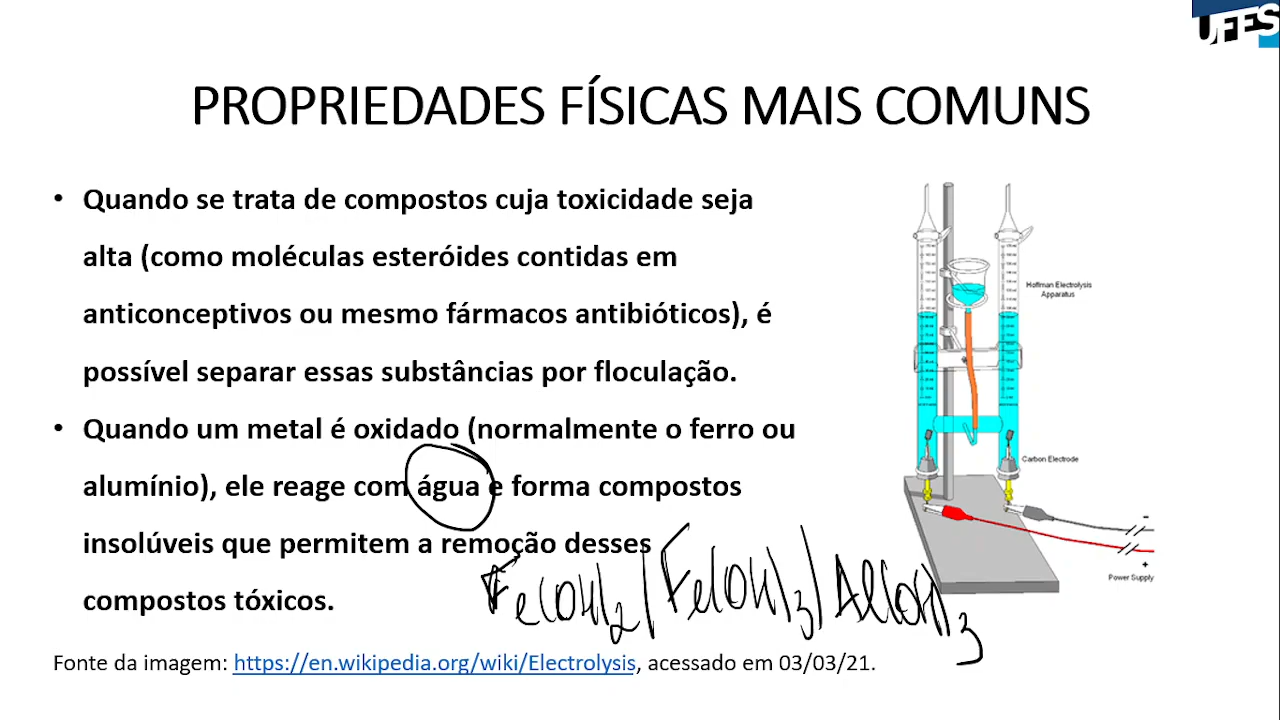 UFES
PROPRIEDADES FÍSICAS MAIS COMUNS
• Quando se trata de compostos cuja toxicidade seja
alta (como moléculas esteróides contidas em
anticonceptivos ou mesmo fármacos antibióticos), é
possível separar essas substâncias por floculação.
• Quando um metal é oxidado (normalmente o ferro ou
alumínio), ele reage com água e forma compostos
insolúveis que permitem a remoção desses
compostos tóxicos.
Fe(OH)2 / Fe(OH)3 / Al(OH)3
Hoffman Electrolysis
Apparatus
Carbon Electrode
-
+
Power Supply
Fonte da imagem: https://en.wikipedia.org/wiki/Electrolysis, acessado em 03/03/21.